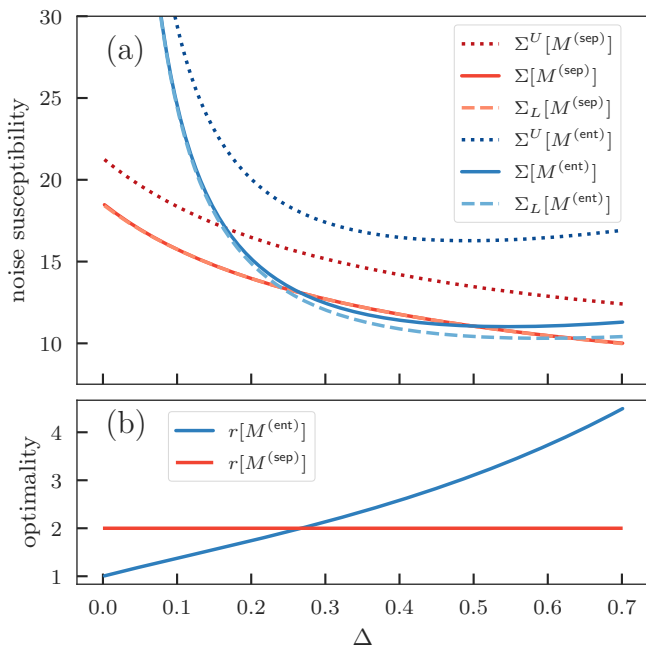 30
25
20
15
10
noise susceptibility
(a)
Σ^U[M^(sep)]
Σ[M^(sep)]
Σ_L[M^(sep)]
Σ^U[M^(ent)]
Σ[M^(ent)]
Σ_L[M^(ent)]
4
3
2
1
optimality
(b)
r[M^(ent)]
r[M^(sep)]
0.0 0.1 0.2 0.3 0.4 0.5 0.6 0.7
Δ